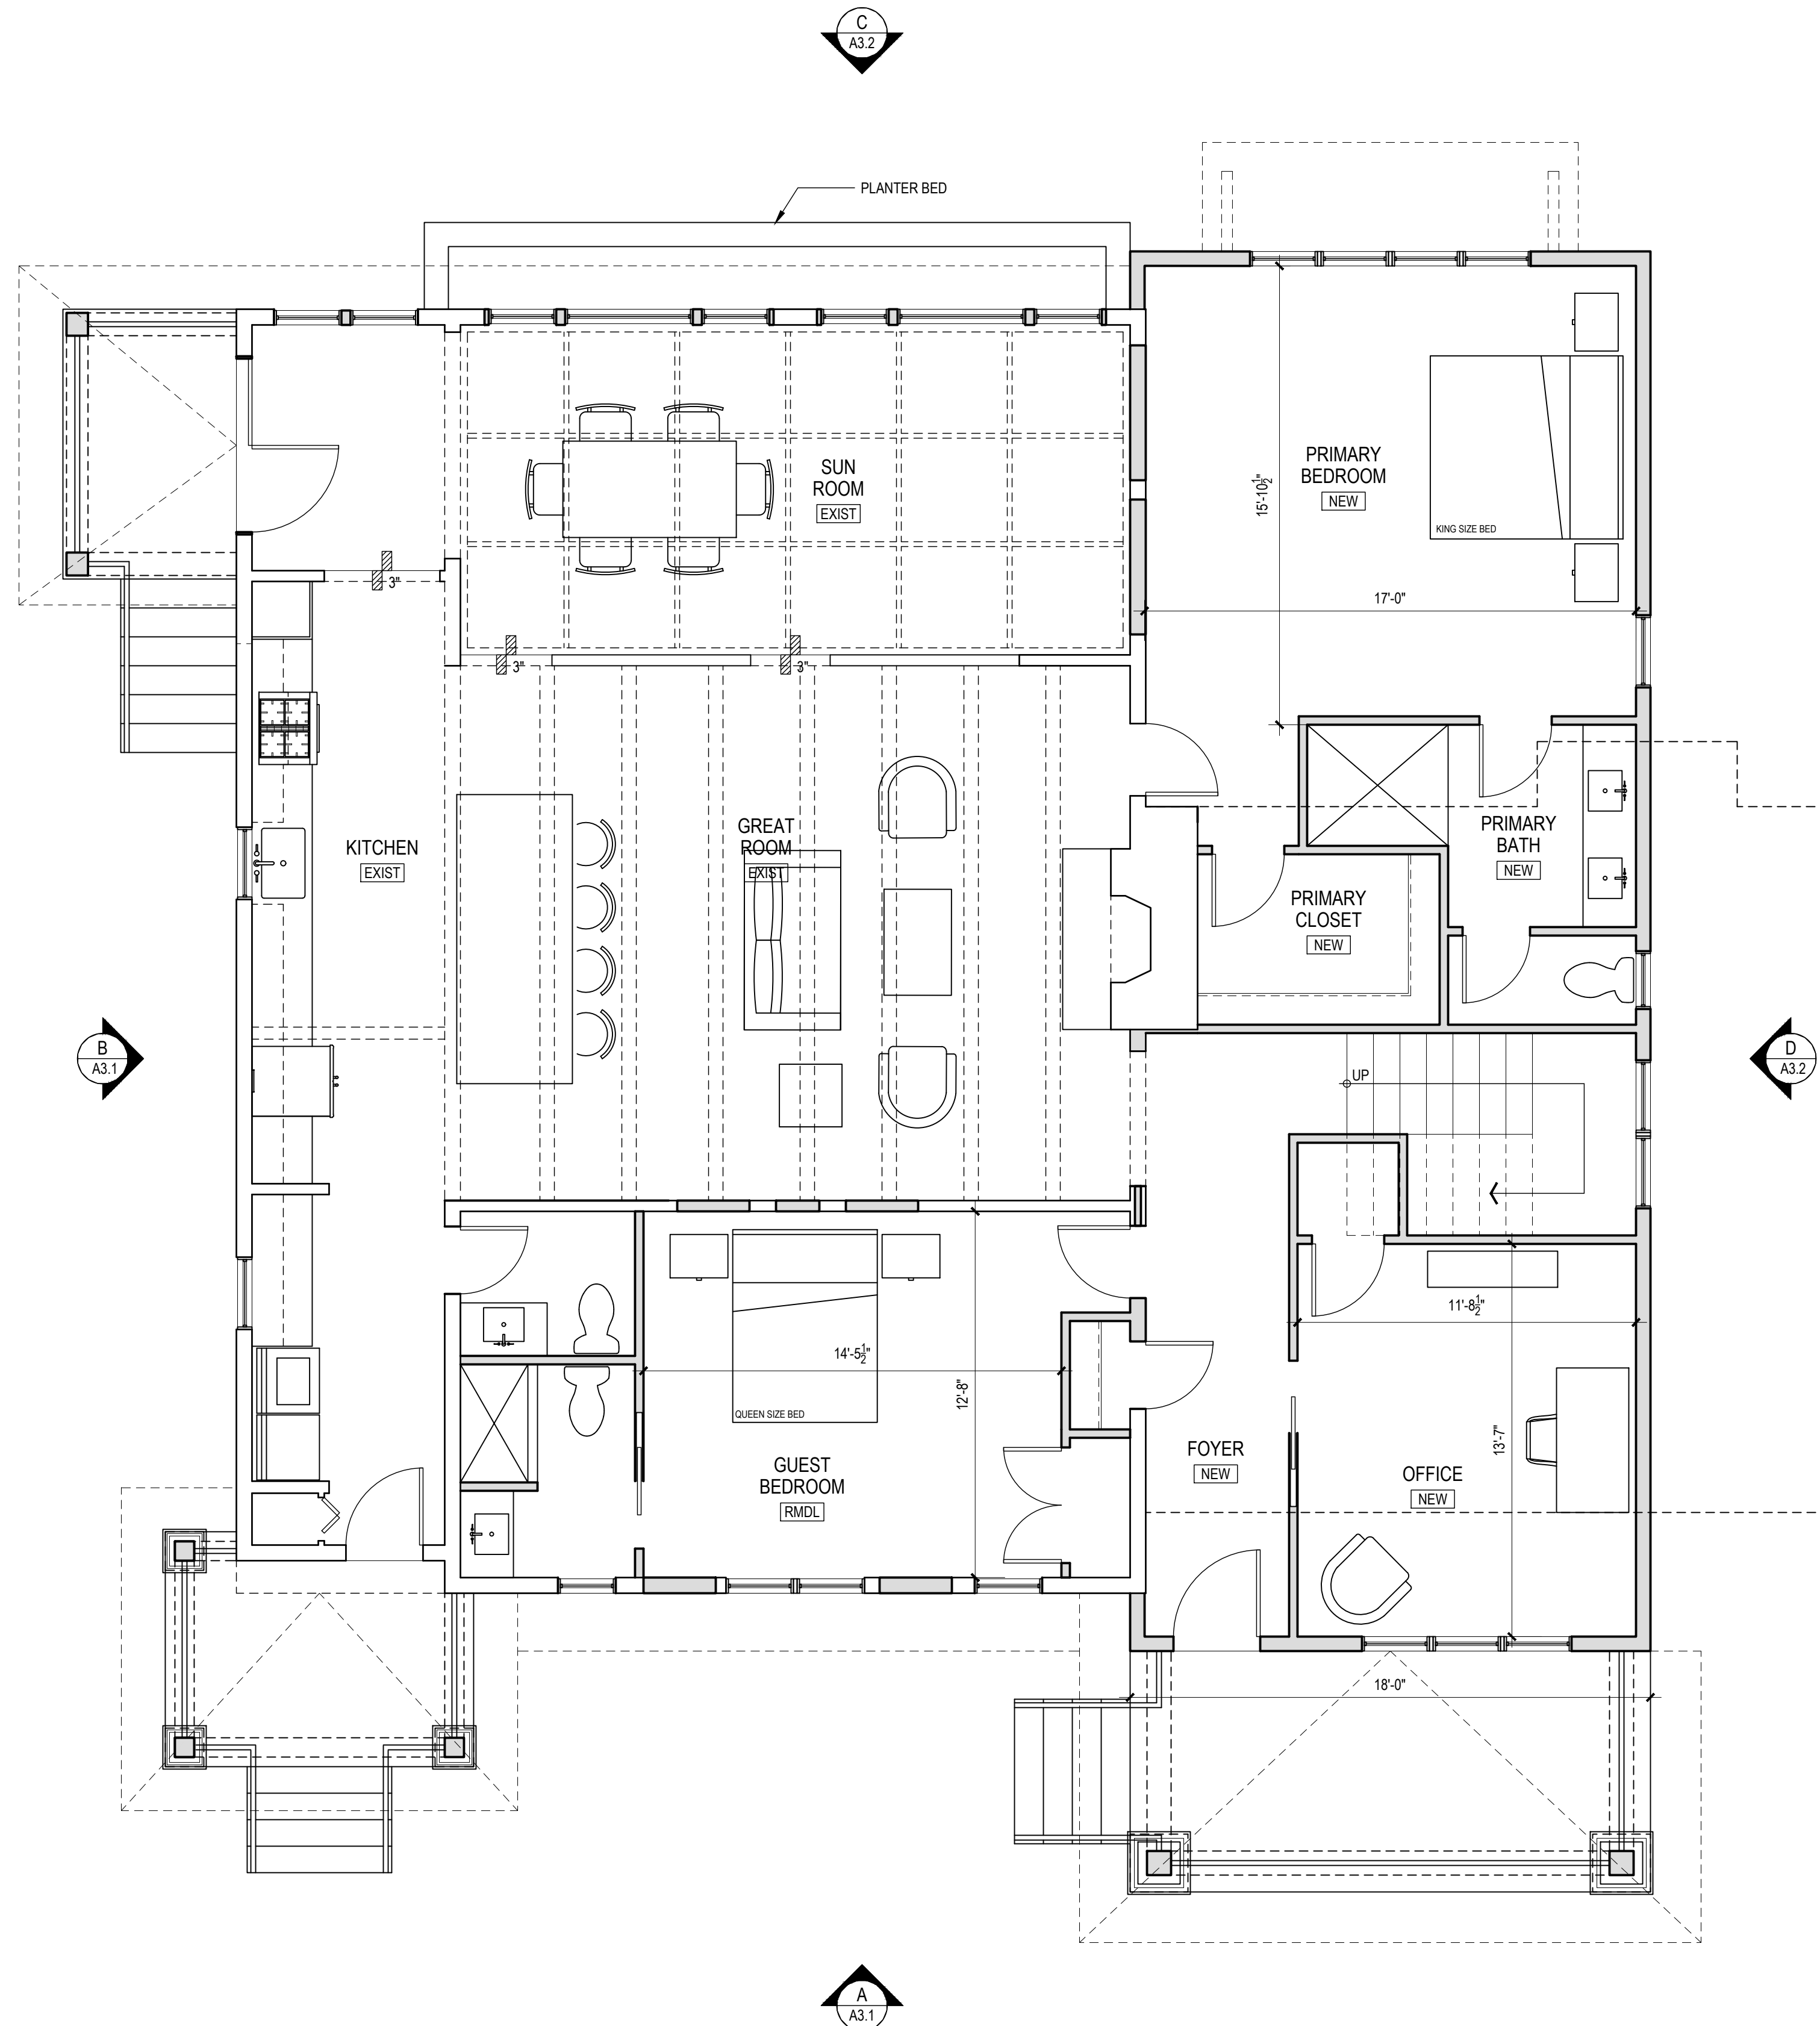 C
A3.2
PLANTER BED
SUN
ROOM
EXIST
PRIMARY
BEDROOM
NEW
15'-10½"
KING SIZE BED
3"
17'-0"
3"
3"
KITCHEN
EXIST
GREAT
ROOM
EXIST
PRIMARY
BATH
NEW
PRIMARY
CLOSET
NEW
B
A3.1
D
A3.2
UP
11'-8½"
14'-5½"
12'-8"
QUEEN SIZE BED
13'-7"
GUEST
BEDROOM
RMDL
FOYER
NEW
OFFICE
NEW
18'-0"
A
A3.1